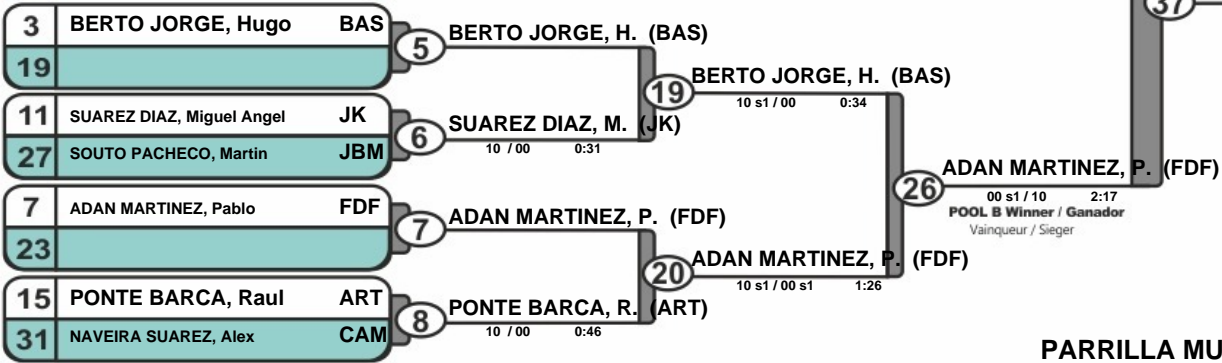 37
3 BERTO JORGE, Hugo BAS
19
5
BERTO JORGE, H. (BAS)
11 SUAREZ DIAZ, Miguel Angel JK
27 SOUTO PACHECO, Martin JBM
6
SUAREZ DIAZ, M. (JK)
10 / 00 0:31
19
BERTO JORGE, H. (BAS)
10 s1 / 00 0:34
7 ADAN MARTINEZ, Pablo FDF
23
7
ADAN MARTINEZ, P. (FDF)
15 PONTE BARCA, Raul ART
31 NAVEIRA SUAREZ, Alex CAM
8
PONTE BARCA, R. (ART)
10 / 00 0:46
20
ADAN MARTINEZ, P. (FDF)
10 s1 / 00 s1 1:26
26
ADAN MARTINEZ, P. (FDF)
00 s1 / 10 2:17
POOL B Winner / Ganador
Vainqueur / Sieger
PARRILLA MU